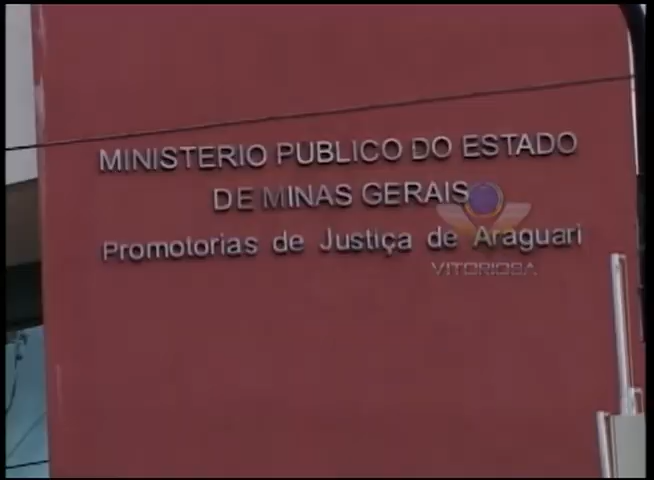 MINISTERIO PUBLICO DO ESTADO
DE MINAS GERAIS
Promotorias de Justiça de Araguari
VITORIOSA